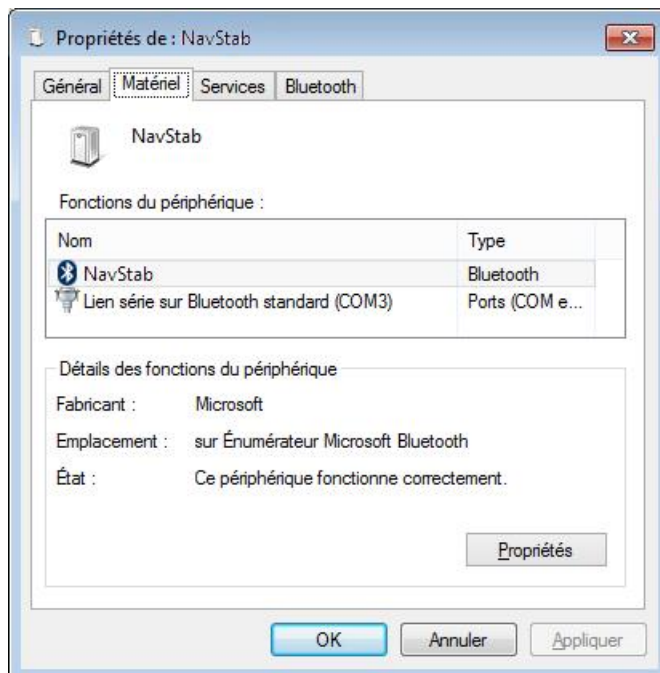 Propriétés de : NavStab
Général Matériel Services Bluetooth
NavStab
Fonctions du périphérique :
Nom Type
NavStab Bluetooth
Lien série sur Bluetooth standard (COM3) Ports (COM e...
Détails des fonctions du périphérique
Fabricant : Microsoft
Emplacement : sur Énumérateur Microsoft Bluetooth
État : Ce périphérique fonctionne correctement.
Propriétés
OK Annuler Appliquer